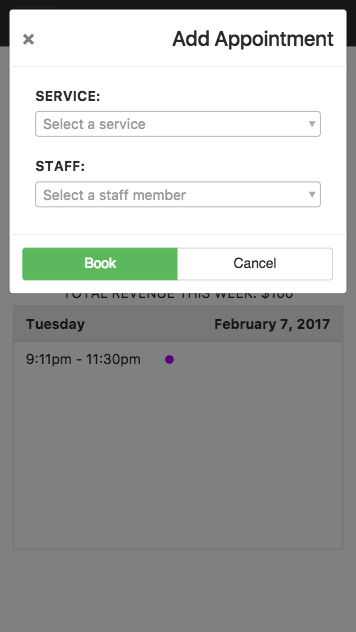 × Add Appointment
SERVICE:
Select a service
STAFF:
Select a staff member
Book Cancel
TOTAL REVENUE THIS WEEK: $100
Tuesday February 7, 2017
9:11pm - 11:30pm